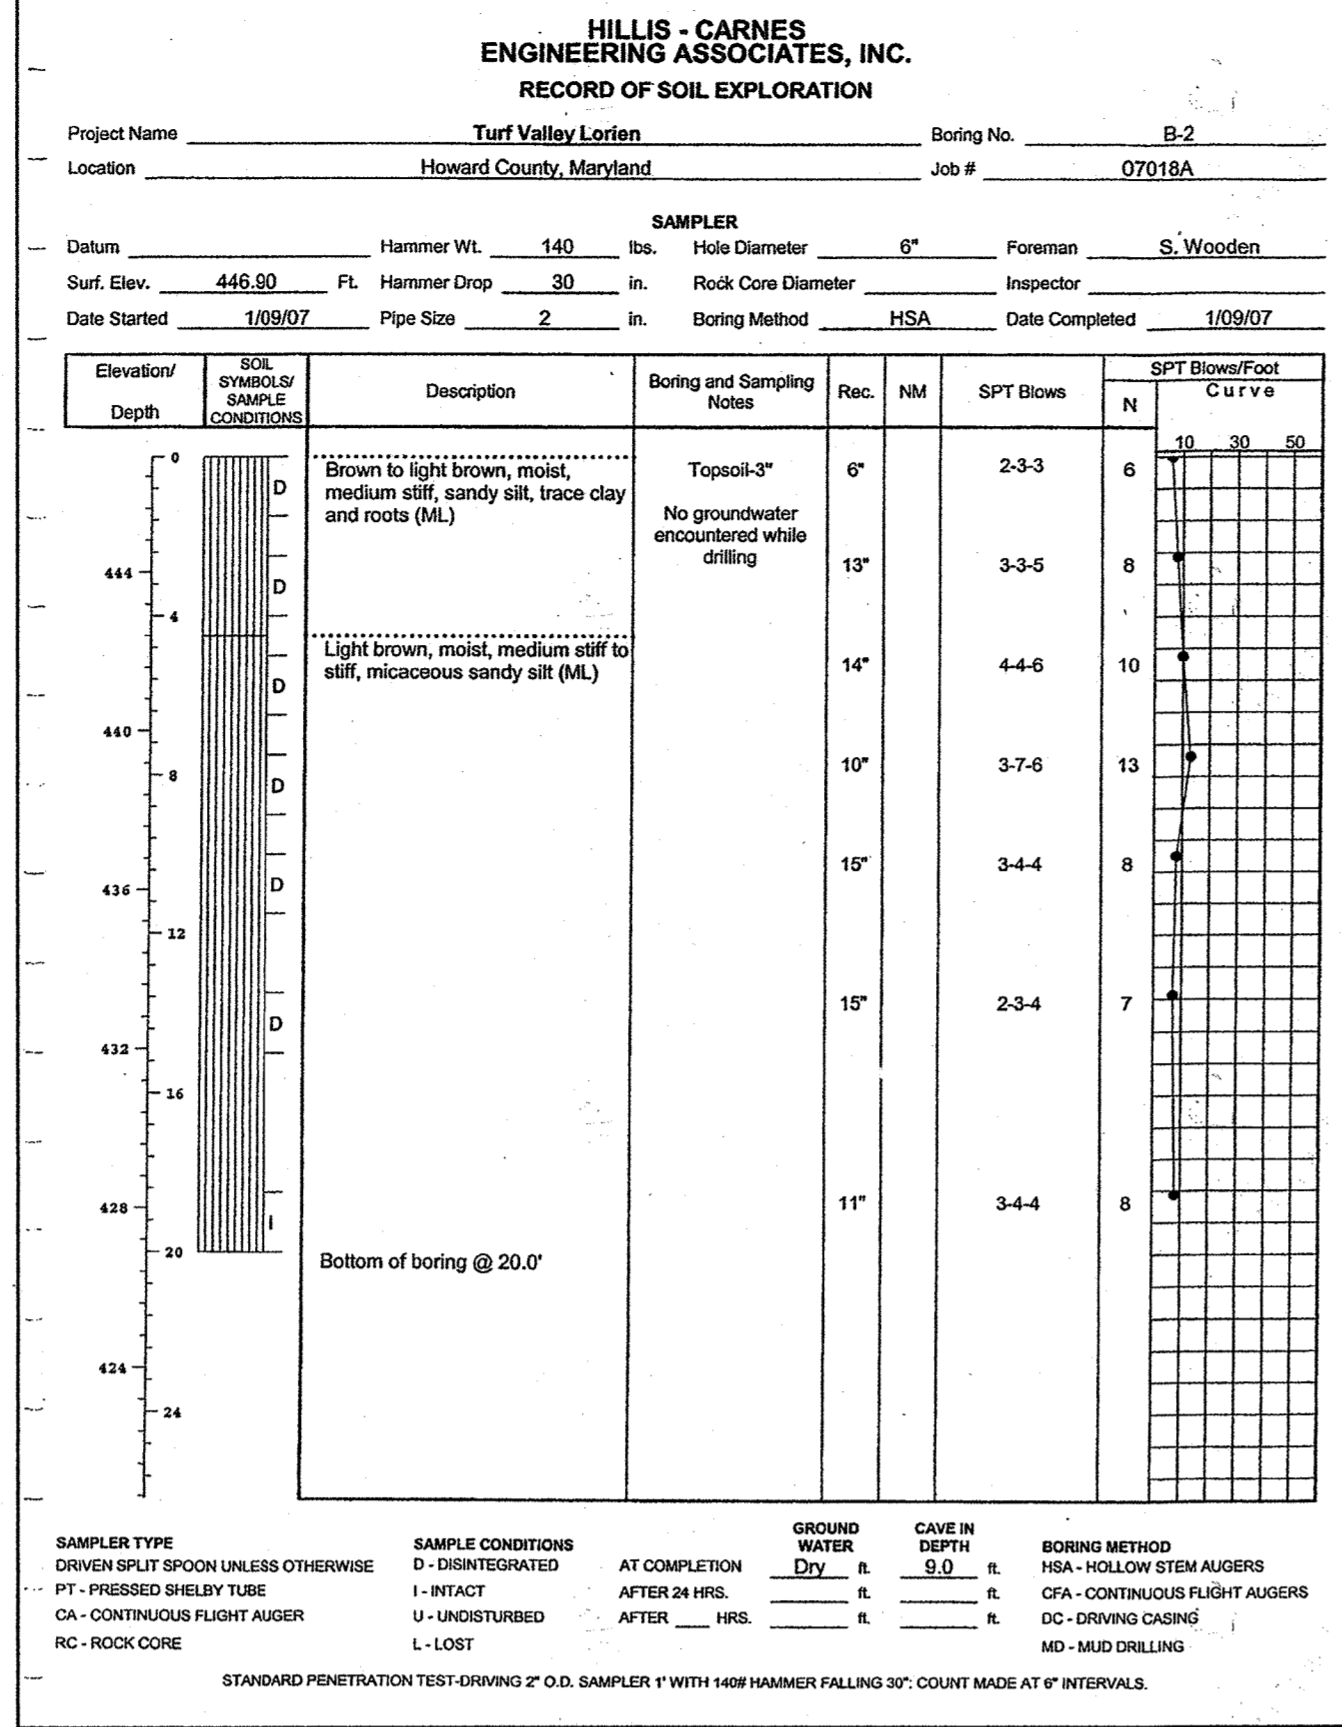 HILLIS - CARNES
ENGINEERING ASSOCIATES, INC.
RECORD OF SOIL EXPLORATION
Project Name Turf Valley Lorien Boring No. B-2
Location Howard County, Maryland Job # 07018A
SAMPLER
Datum Hammer Wt. 140 lbs. Hole Diameter 6" Foreman S. Wooden
Surf. Elev. 446.90 Ft. Hammer Drop 30 in. Rock Core Diameter Inspector
Date Started 1/09/07 Pipe Size 2 in. Boring Method HSA Date Completed 1/09/07
Elevation/
Depth
SOIL
SYMBOLS/
SAMPLE
CONDITIONS
Description
Boring and Sampling
Notes
Rec.
NM
SPT Blows
SPT Blows/Foot
Curve
N
10 30 50
0
D
Brown to light brown, moist,
medium stiff, sandy silt, trace clay
and roots (ML)
Topsoil-3"
No groundwater
encountered while
drilling
6" 2-3-3 6
444 D 13" 3-3-5 8
4
Light brown, moist, medium stiff to
stiff, micaceous sandy silt (ML)
D 14" 4-4-6 10
440
8 D 10" 3-7-6 13
436 D 15" 3-4-4 8
12
D 15" 2-3-4 7
432
16
428 I 11" 3-4-4 8
20
Bottom of boring @ 20.0'
424
24
SAMPLER TYPE
DRIVEN SPLIT SPOON UNLESS OTHERWISE
PT - PRESSED SHELBY TUBE
CA - CONTINUOUS FLIGHT AUGER
RC - ROCK CORE
SAMPLE CONDITIONS
D - DISINTEGRATED
I - INTACT
U - UNDISTURBED
L - LOST
GROUND
WATER
CAVE IN
DEPTH
AT COMPLETION Dry ft. 9.0 ft.
AFTER 24 HRS. ft. ft.
AFTER ____ HRS. ft. ft.
BORING METHOD
HSA - HOLLOW STEM AUGERS
CFA - CONTINUOUS FLIGHT AUGERS
DC - DRIVING CASING
MD - MUD DRILLING
STANDARD PENETRATION TEST-DRIVING 2" O.D. SAMPLER 1' WITH 140# HAMMER FALLING 30": COUNT MADE AT 6" INTERVALS.